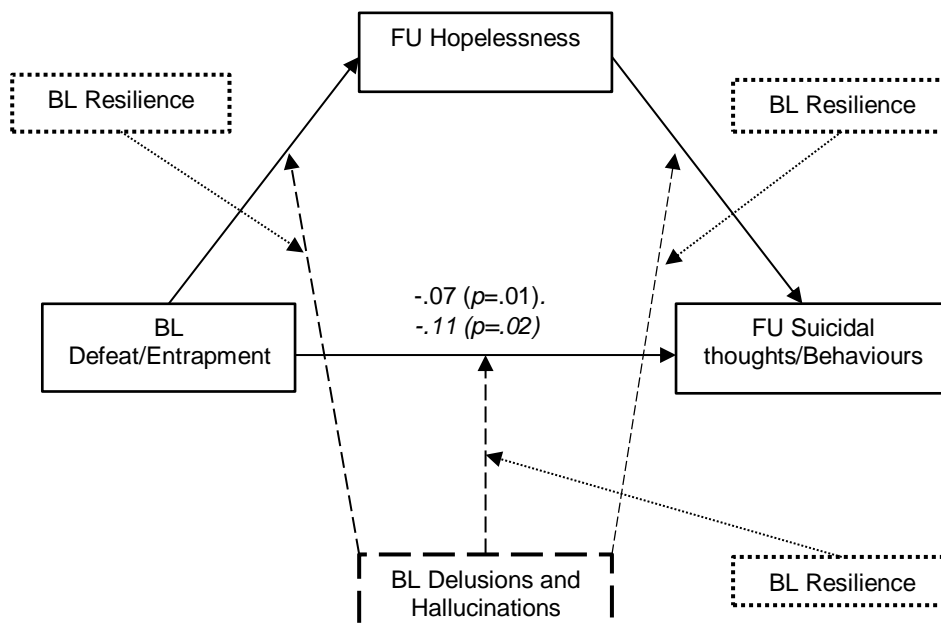 FU Hopelessness
BL Resilience
BL Resilience
-.07 (p=.01).
-.11 (p=.02)
BL
Defeat/Entrapment
FU Suicidal
thoughts/Behaviours
BL Delusions and
Hallucinations
BL Resilience